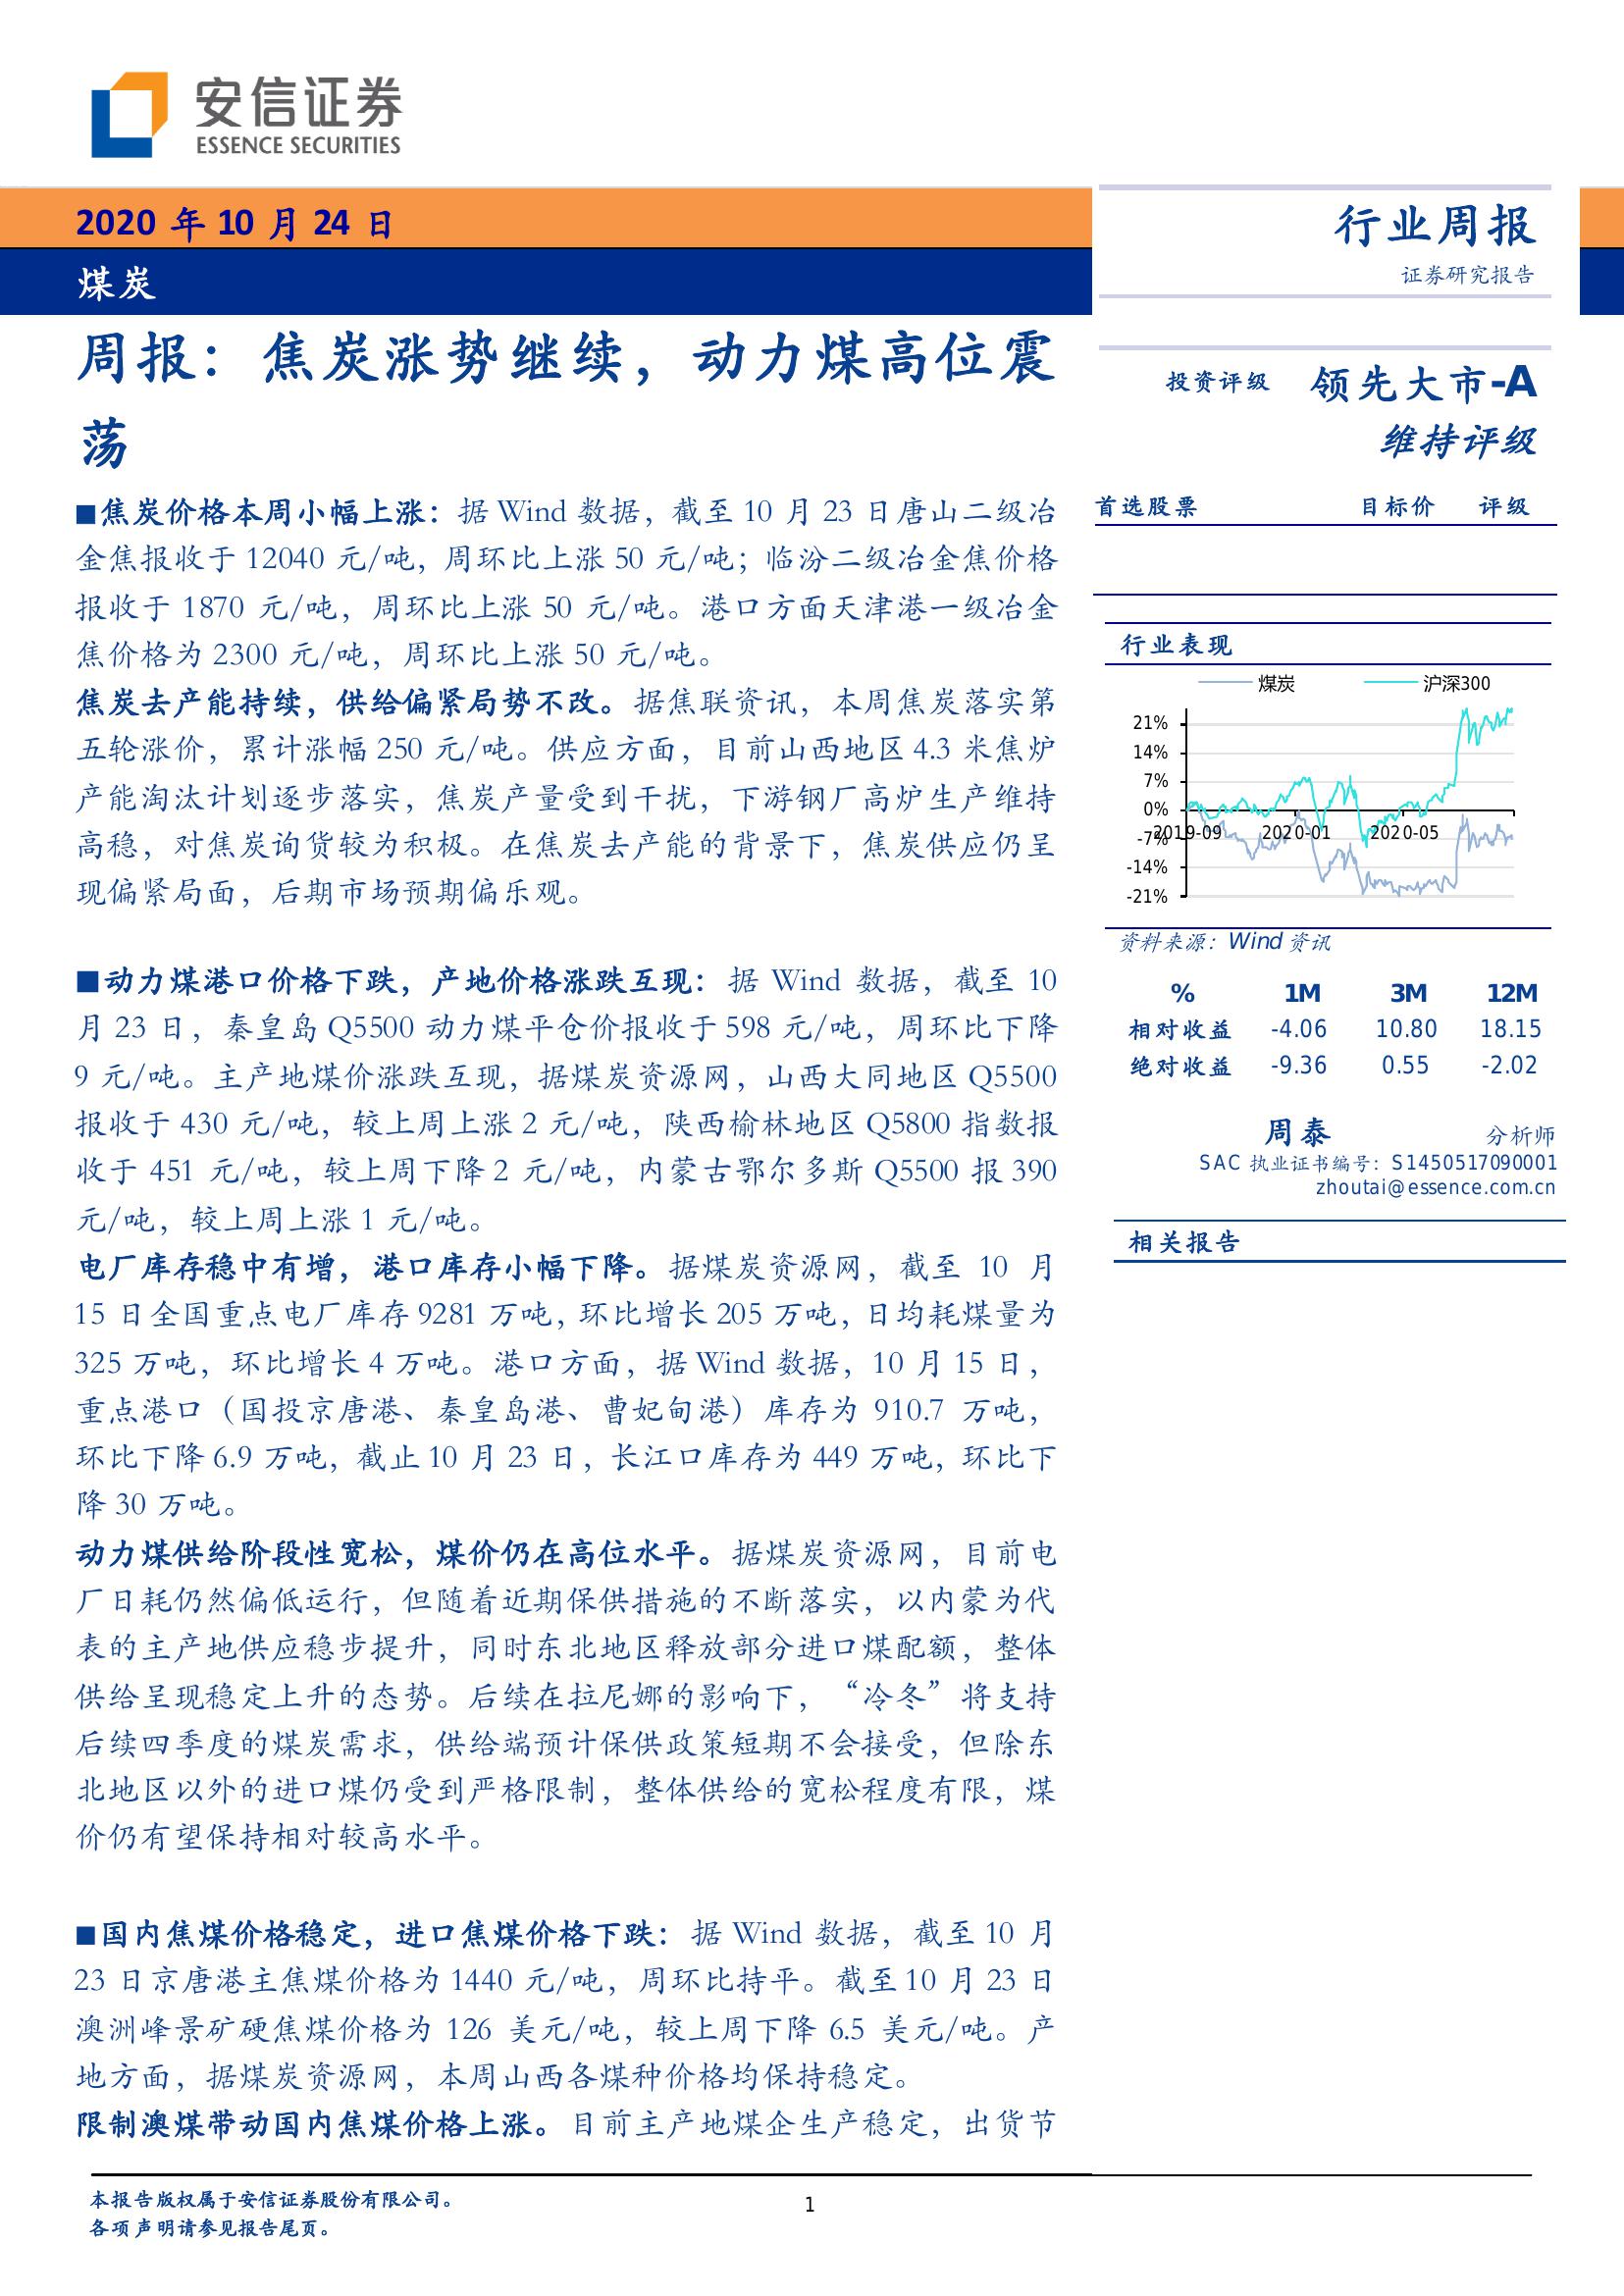 安信证券
ESSENCE SECURITIES
2020 年 10 月 24 日
煤炭
行业周报
证券研究报告
周报：焦炭涨势继续，动力煤高位震
荡
■焦炭价格本周小幅上涨：据 Wind 数据，截至 10 月 23 日唐山二级冶
金焦报收于 12040 元/吨，周环比上涨 50 元/吨；临汾二级冶金焦价格
报收于 1870 元/吨，周环比上涨 50 元/吨。港口方面天津港一级冶金
焦价格为 2300 元/吨，周环比上涨 50 元/吨。
焦炭去产能持续，供给偏紧局势不改。据焦联资讯，本周焦炭落实第
五轮涨价，累计涨幅 250 元/吨。供应方面，目前山西地区 4.3 米焦炉
产能淘汰计划逐步落实，焦炭产量受到干扰，下游钢厂高炉生产维持
高稳，对焦炭询货较为积极。在焦炭去产能的背景下，焦炭供应仍呈
现偏紧局面，后期市场预期偏乐观。
■动力煤港口价格下跌，产地价格涨跌互现：据 Wind 数据，截至 10
月 23 日，秦皇岛 Q5500 动力煤平仓价报收于 598 元/吨，周环比下降
9 元/吨。主产地煤价涨跌互现，据煤炭资源网，山西大同地区 Q5500
报收于 430 元/吨，较上周上涨 2 元/吨，陕西榆林地区 Q5800 指数报
收于 451 元/吨，较上周下降 2 元/吨，内蒙古鄂尔多斯 Q5500 报 390
元/吨，较上周上涨 1 元/吨。
电厂库存稳中有增，港口库存小幅下降。据煤炭资源网，截至 10 月
15 日全国重点电厂库存 9281 万吨，环比增长 205 万吨，日均耗煤量为
325 万吨，环比增长 4 万吨。港口方面，据 Wind 数据，10 月 15 日，
重点港口（国投京唐港、秦皇岛港、曹妃甸港）库存为 910.7 万吨，
环比下降 6.9 万吨，截止 10 月 23 日，长江口库存为 449 万吨，环比下
降 30 万吨。
动力煤供给阶段性宽松，煤价仍在高位水平。据煤炭资源网，目前电
厂日耗仍然偏低运行，但随着近期保供措施的不断落实，以内蒙为代
表的主产地供应稳步提升，同时东北地区释放部分进口煤配额，整体
供给呈现稳定上升的态势。后续在拉尼娜的影响下，“冷冬”将支持
后续四季度的煤炭需求，供给端预计保供政策短期不会接受，但除东
北地区以外的进口煤仍受到严格限制，整体供给的宽松程度有限，煤
价仍有望保持相对较高水平。
■国内焦煤价格稳定，进口焦煤价格下跌：据 Wind 数据，截至 10 月
23 日京唐港主焦煤价格为 1440 元/吨，周环比持平。截至 10 月 23 日
澳洲峰景矿硬焦煤价格为 126 美元/吨，较上周下降 6.5 美元/吨。产
地方面，据煤炭资源网，本周山西各煤种价格均保持稳定。
限制澳煤带动国内焦煤价格上涨。目前主产地煤企生产稳定，出货节
投资评级 领先大市-A
维持评级
首选股票 目标价 评级
行业表现
煤炭 沪深300
21%
14%
7%
0%
-7%
-14%
-21%
2019-09 2020-01 2020-05
资料来源：Wind 资讯
% 1M 3M 12M
相对收益 -4.06 10.80 18.15
绝对收益 -9.36 0.55 -2.02
周泰 分析师
SAC 执业证书编号：S1450517090001
zhoutai@essence.com.cn
相关报告
本报告版权属于安信证券股份有限公司。
各项声明请参见报告尾页。
1